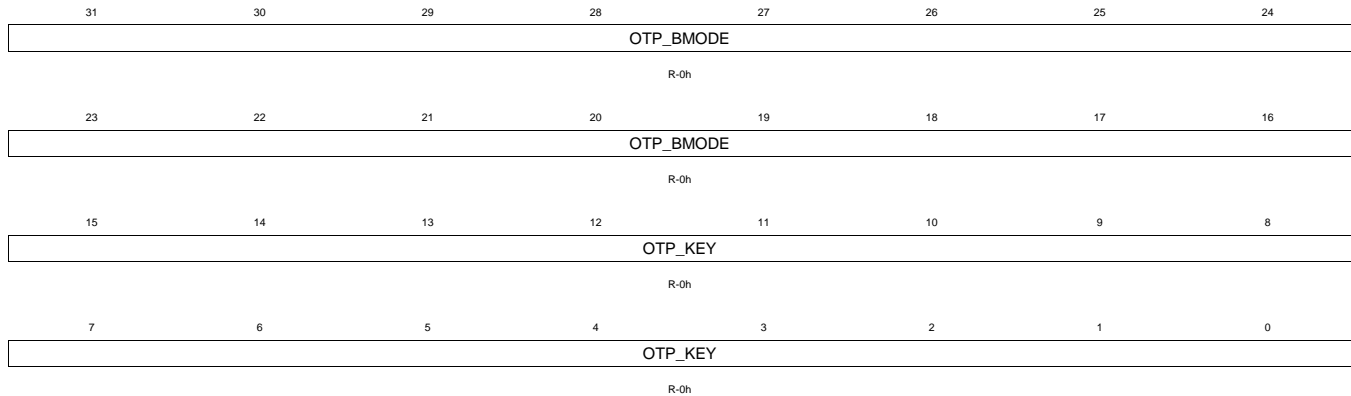 31 30 29 28 27 26 25 24
OTP_BMODE
R-0h
23 22 21 20 19 18 17 16
OTP_BMODE
R-0h
15 14 13 12 11 10 9 8
OTP_KEY
R-0h
7 6 5 4 3 2 1 0
OTP_KEY
R-0h